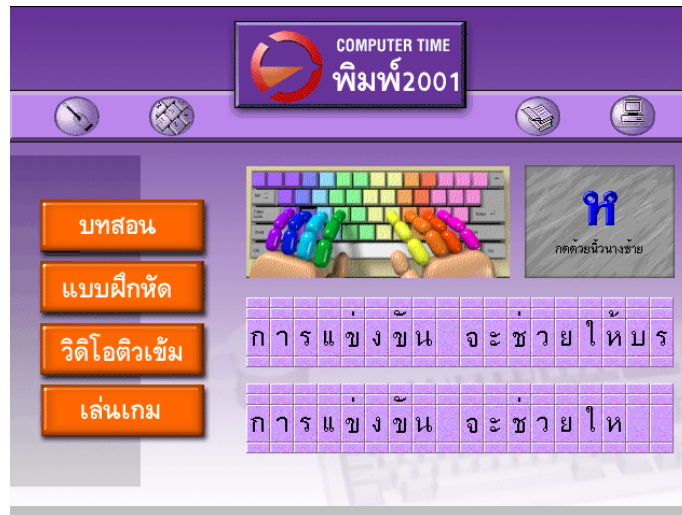 COMPUTER TIME
พิมพ์2001
บทสอน
แบบฝึกหัด
วิดิโอติวเข้ม
เล่นเกม
ห
กดด้วยนิ้วนางซ้าย
การแข่งขัน จะช่วยให้บร
การแข่งขัน จะช่วยให